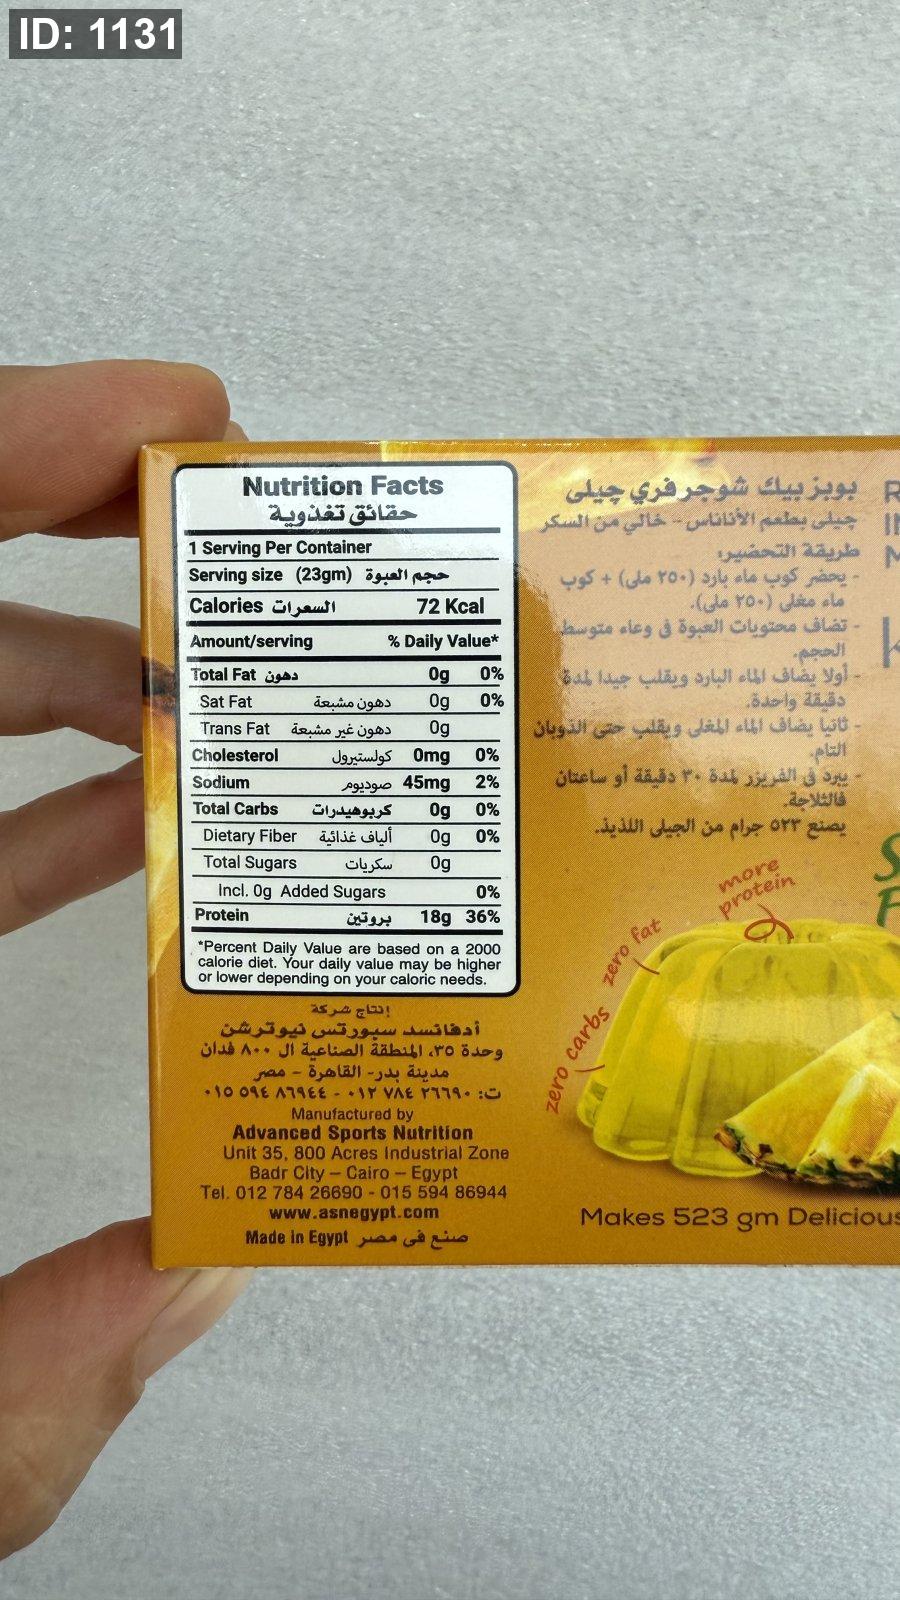 ID: 1131
Nutrition Facts
حقائق تغذوية
1 Serving Per Container
Serving size (23gm) حجم العبوة
Calories السعرات 72 Kcal
Amount/serving % Daily Value*
Total Fat دهون 0g 0%
Sat Fat دهون مشبعة 0g 0%
Trans Fat دهون غير مشبعة 0g
Cholesterol كولستيرول 0mg 0%
Sodium صوديوم 45mg 2%
Total Carbs كربوهيدرات 0g 0%
Dietary Fiber ألياف غذائية 0g 0%
Total Sugars سكريات 0g
Incl. 0g Added Sugars 0%
Protein بروتين 18g 36%
*Percent Daily Value are based on a 2000
calorie diet. Your daily value may be higher
or lower depending on your caloric needs.
إنتاج شركة
أدفانسد سبورتس نيوترشن
وحدة ٣٥، المنطقة الصناعية ال ٨٠٠ فدان
مدينة بدر- القاهرة - مصر
ت: ٠١٢ ٧٨٤ ٢٦٦٩٠ - ٠١٥ ٥٩٤ ٨٦٩٤٤
Manufactured by
Advanced Sports Nutrition
Unit 35, 800 Acres Industrial Zone
Badr City – Cairo – Egypt
Tel. 012 784 26690 - 015 594 86944
www.asnegypt.com
Made in Egypt صنع فى مصر
بوبز بيك شوجر فري چيلى
چيلى بطعم الأناناس - خالي من السكر
طريقة التحضير:
- يحضر كوب ماء بارد (٢٥٠ ملى) + كوب
ماء مغلى (٢٥٠ ملى).
- تضاف محتويات العبوة فى وعاء متوسط
الحجم.
- أولا يضاف الماء البارد ويقلب جيدا لمدة
دقيقة واحدة.
- ثانيا يضاف الماء المغلى ويقلب حتى الذوبان
التام.
- يبرد فى الفريزر لمدة ٣٠ دقيقة أو ساعتان
فالثلاجة.
يصنع ٥٢٣ جرام من الجيلى اللذيذ.
more
protein
zero fat
zero carbs
Makes 523 gm Delicious